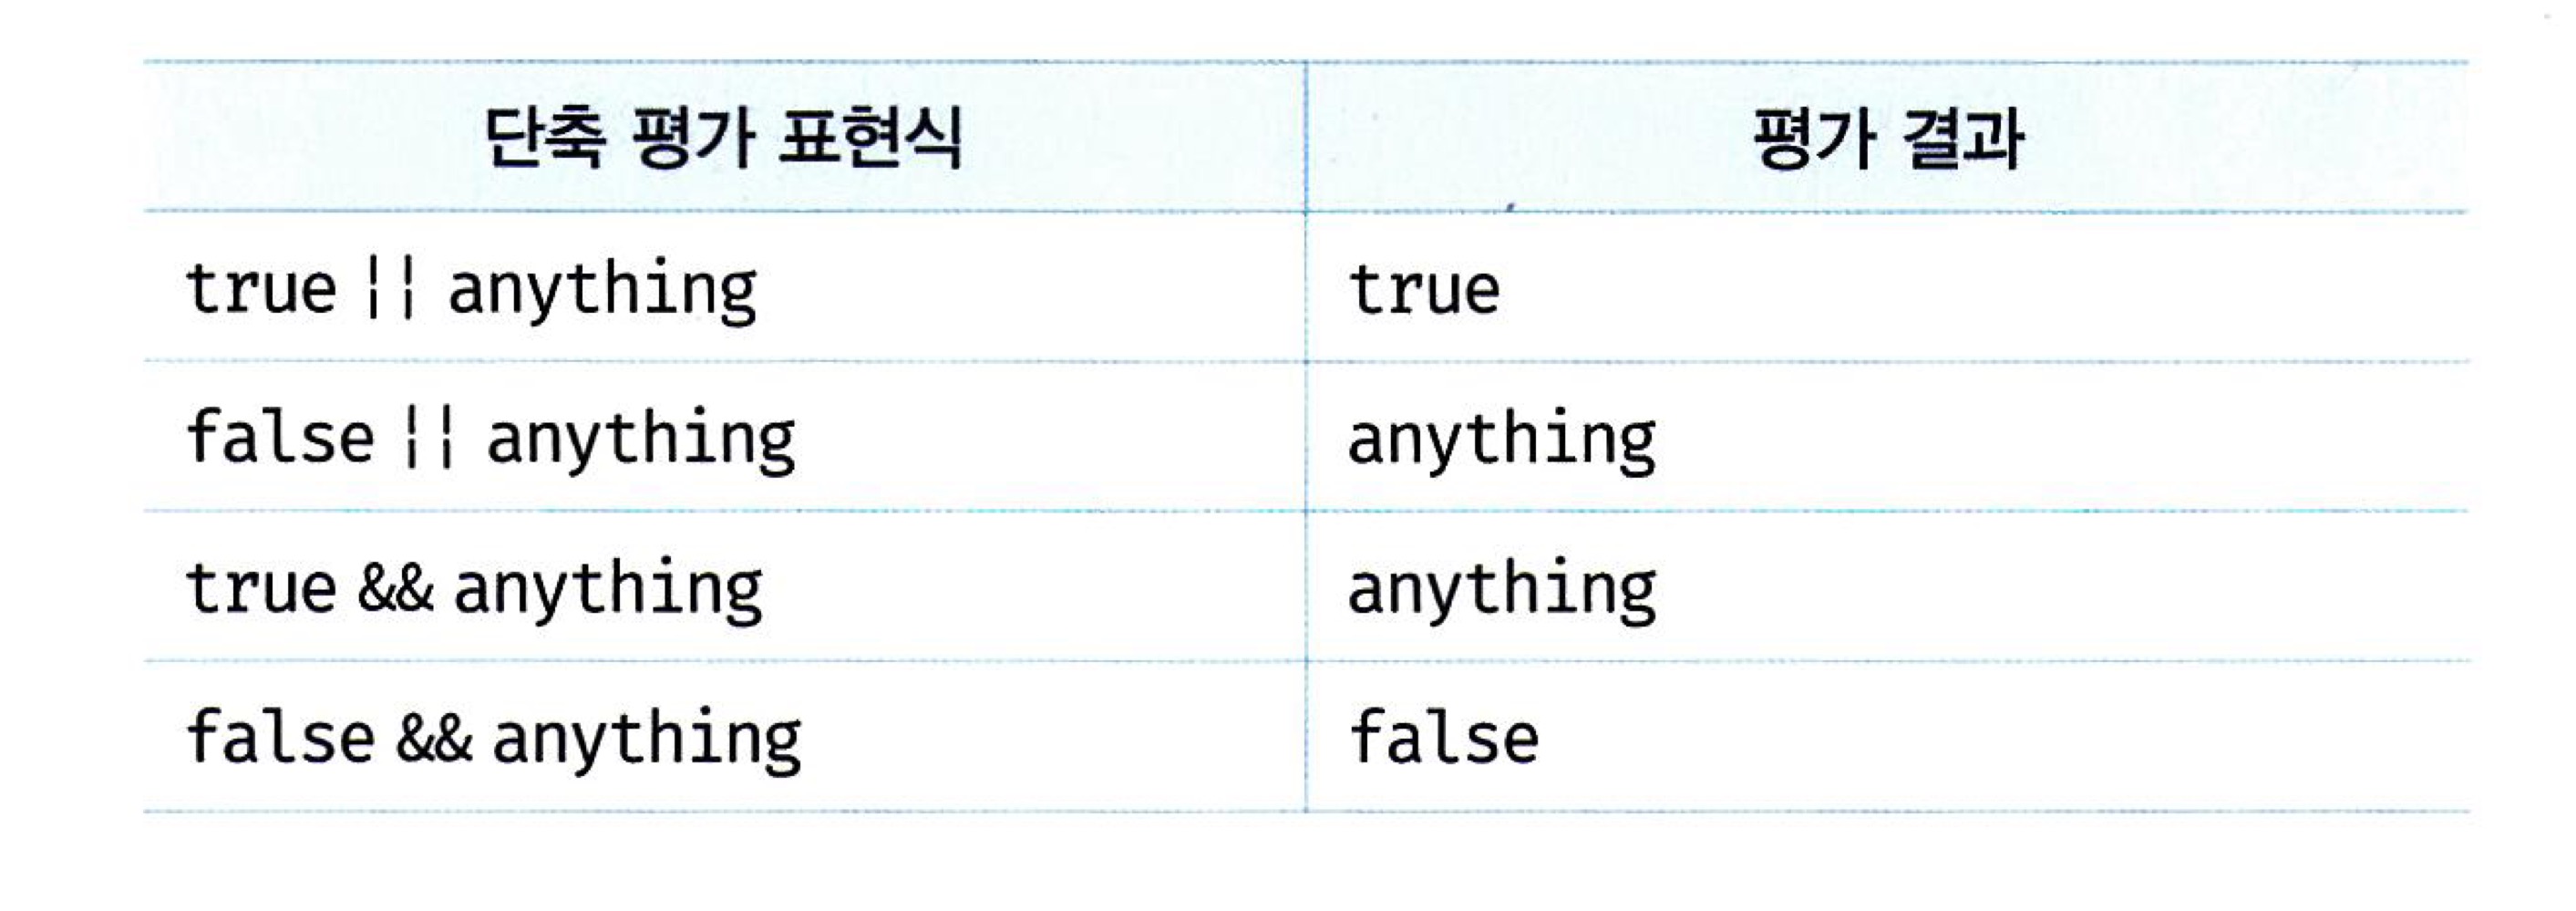 단축 평가 표현식 평가 결과
true || anything true
false || anything anything
true && anything anything
false && anything false